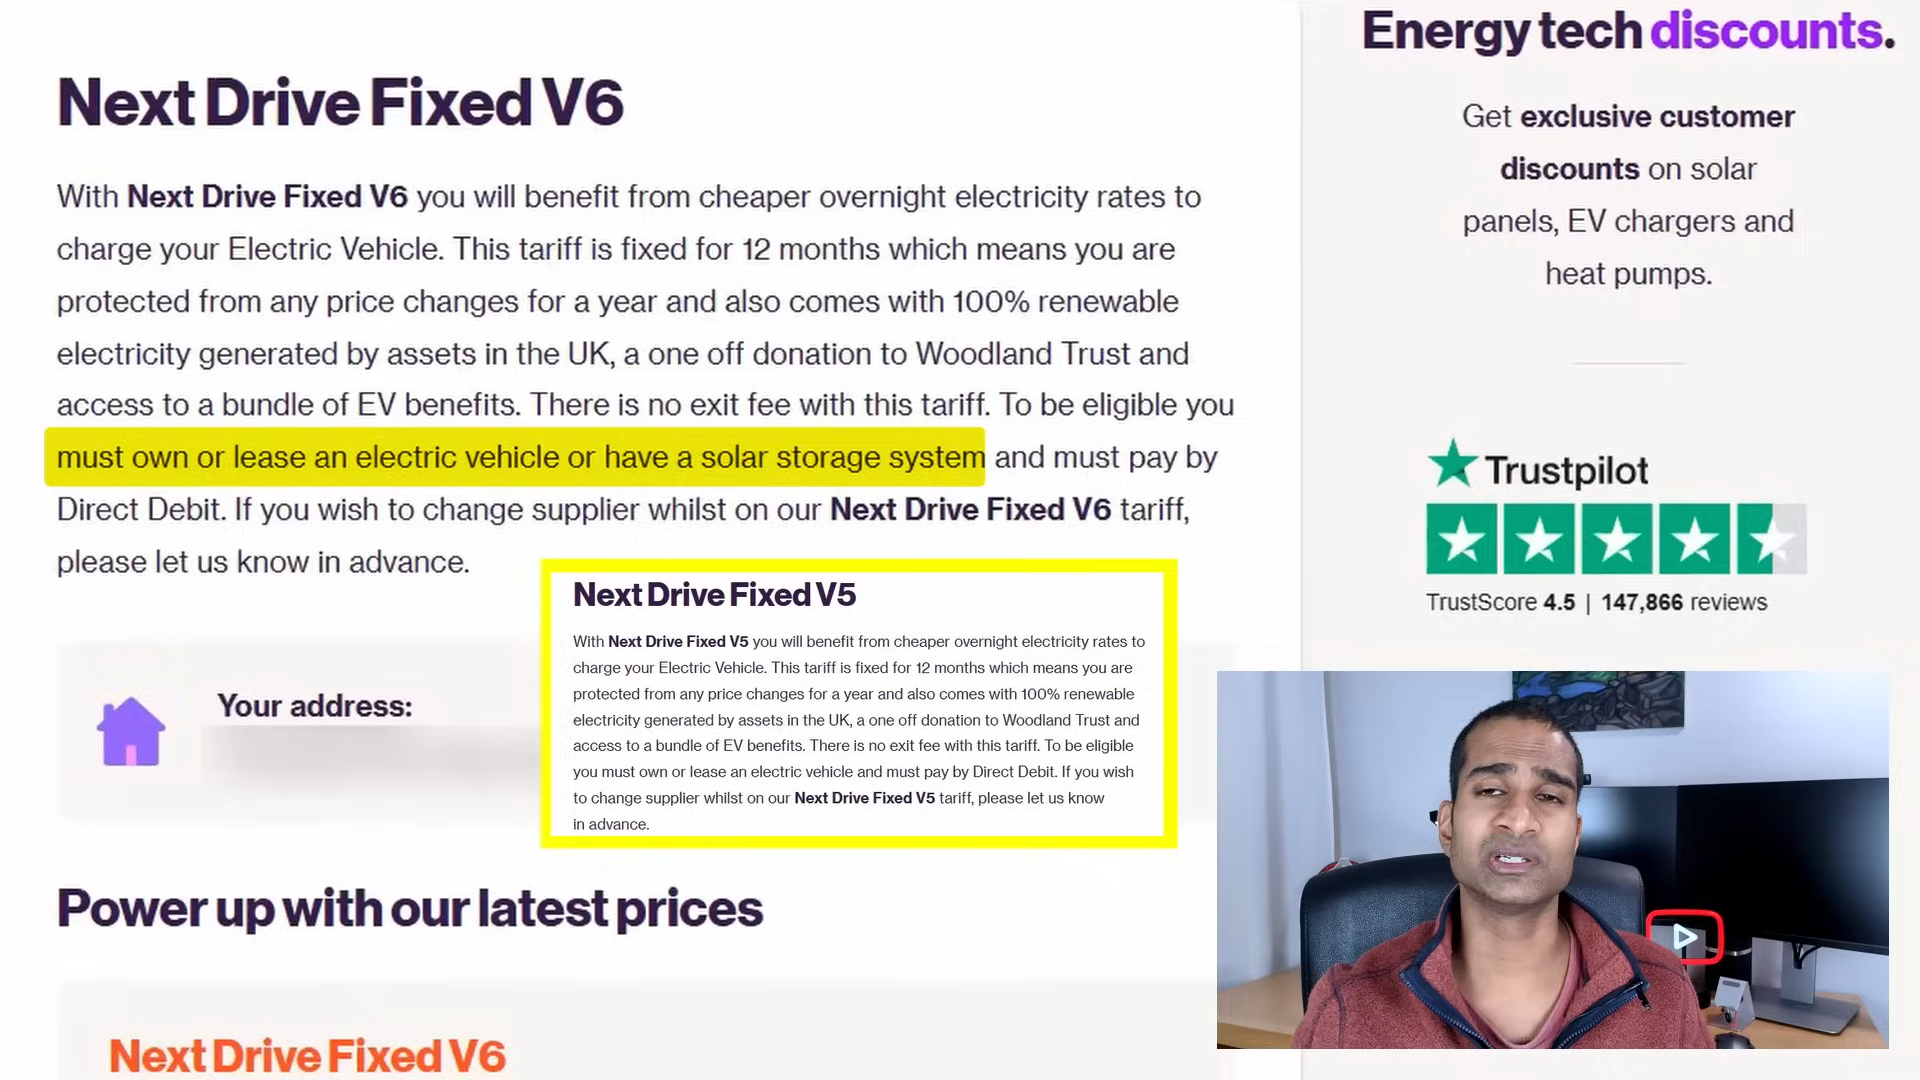 Next Drive Fixed V6
With Next Drive Fixed V6 you will benefit from cheaper overnight electricity rates to
charge your Electric Vehicle. This tariff is fixed for 12 months which means you are
protected from any price changes for a year and also comes with 100% renewable
electricity generated by assets in the UK, a one off donation to Woodland Trust and
access to a bundle of EV benefits. There is no exit fee with this tariff. To be eligible you
must own or lease an electric vehicle or have a solar storage system and must pay by
Direct Debit. If you wish to change supplier whilst on our Next Drive Fixed V6 tariff,
please let us know in advance.
Next Drive Fixed V5
With Next Drive Fixed V5 you will benefit from cheaper overnight electricity rates to
charge your Electric Vehicle. This tariff is fixed for 12 months which means you are
protected from any price changes for a year and also comes with 100% renewable
electricity generated by assets in the UK, a one off donation to Woodland Trust and
access to a bundle of EV benefits. There is no exit fee with this tariff. To be eligible
you must own or lease an electric vehicle and must pay by Direct Debit. If you wish
to change supplier whilst on our Next Drive Fixed V5 tariff, please let us know
in advance.
Your address:
Power up with our latest prices
Next Drive Fixed V6
Energy tech discounts.
Get exclusive customer
discounts on solar
panels, EV chargers and
heat pumps.
Trustpilot
TrustScore 4.5 | 147,866 reviews